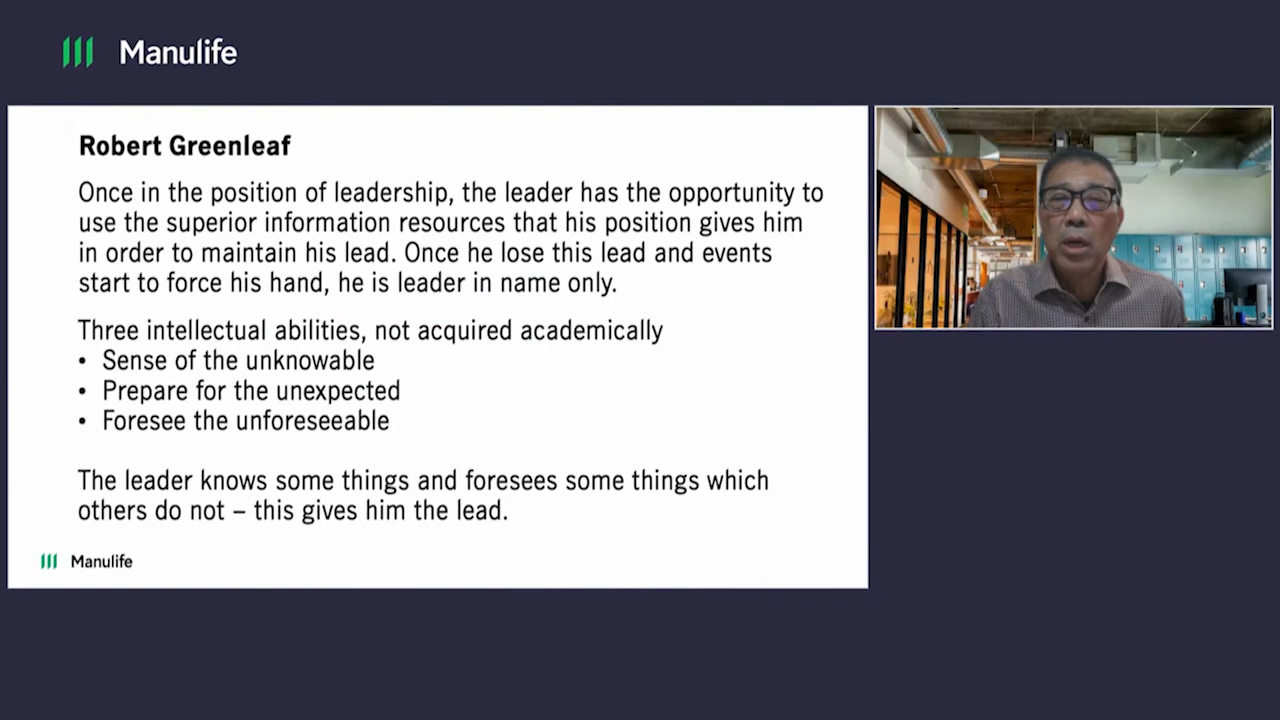 Manulife
Robert Greenleaf
Once in the position of leadership, the leader has the opportunity to
use the superior information resources that his position gives him
in order to maintain his lead. Once he lose this lead and events
start to force his hand, he is leader in name only.
Three intellectual abilities, not acquired academically
• Sense of the unknowable
• Prepare for the unexpected
• Foresee the unforeseeable
The leader knows some things and foresees some things which
others do not – this gives him the lead.
Manulife